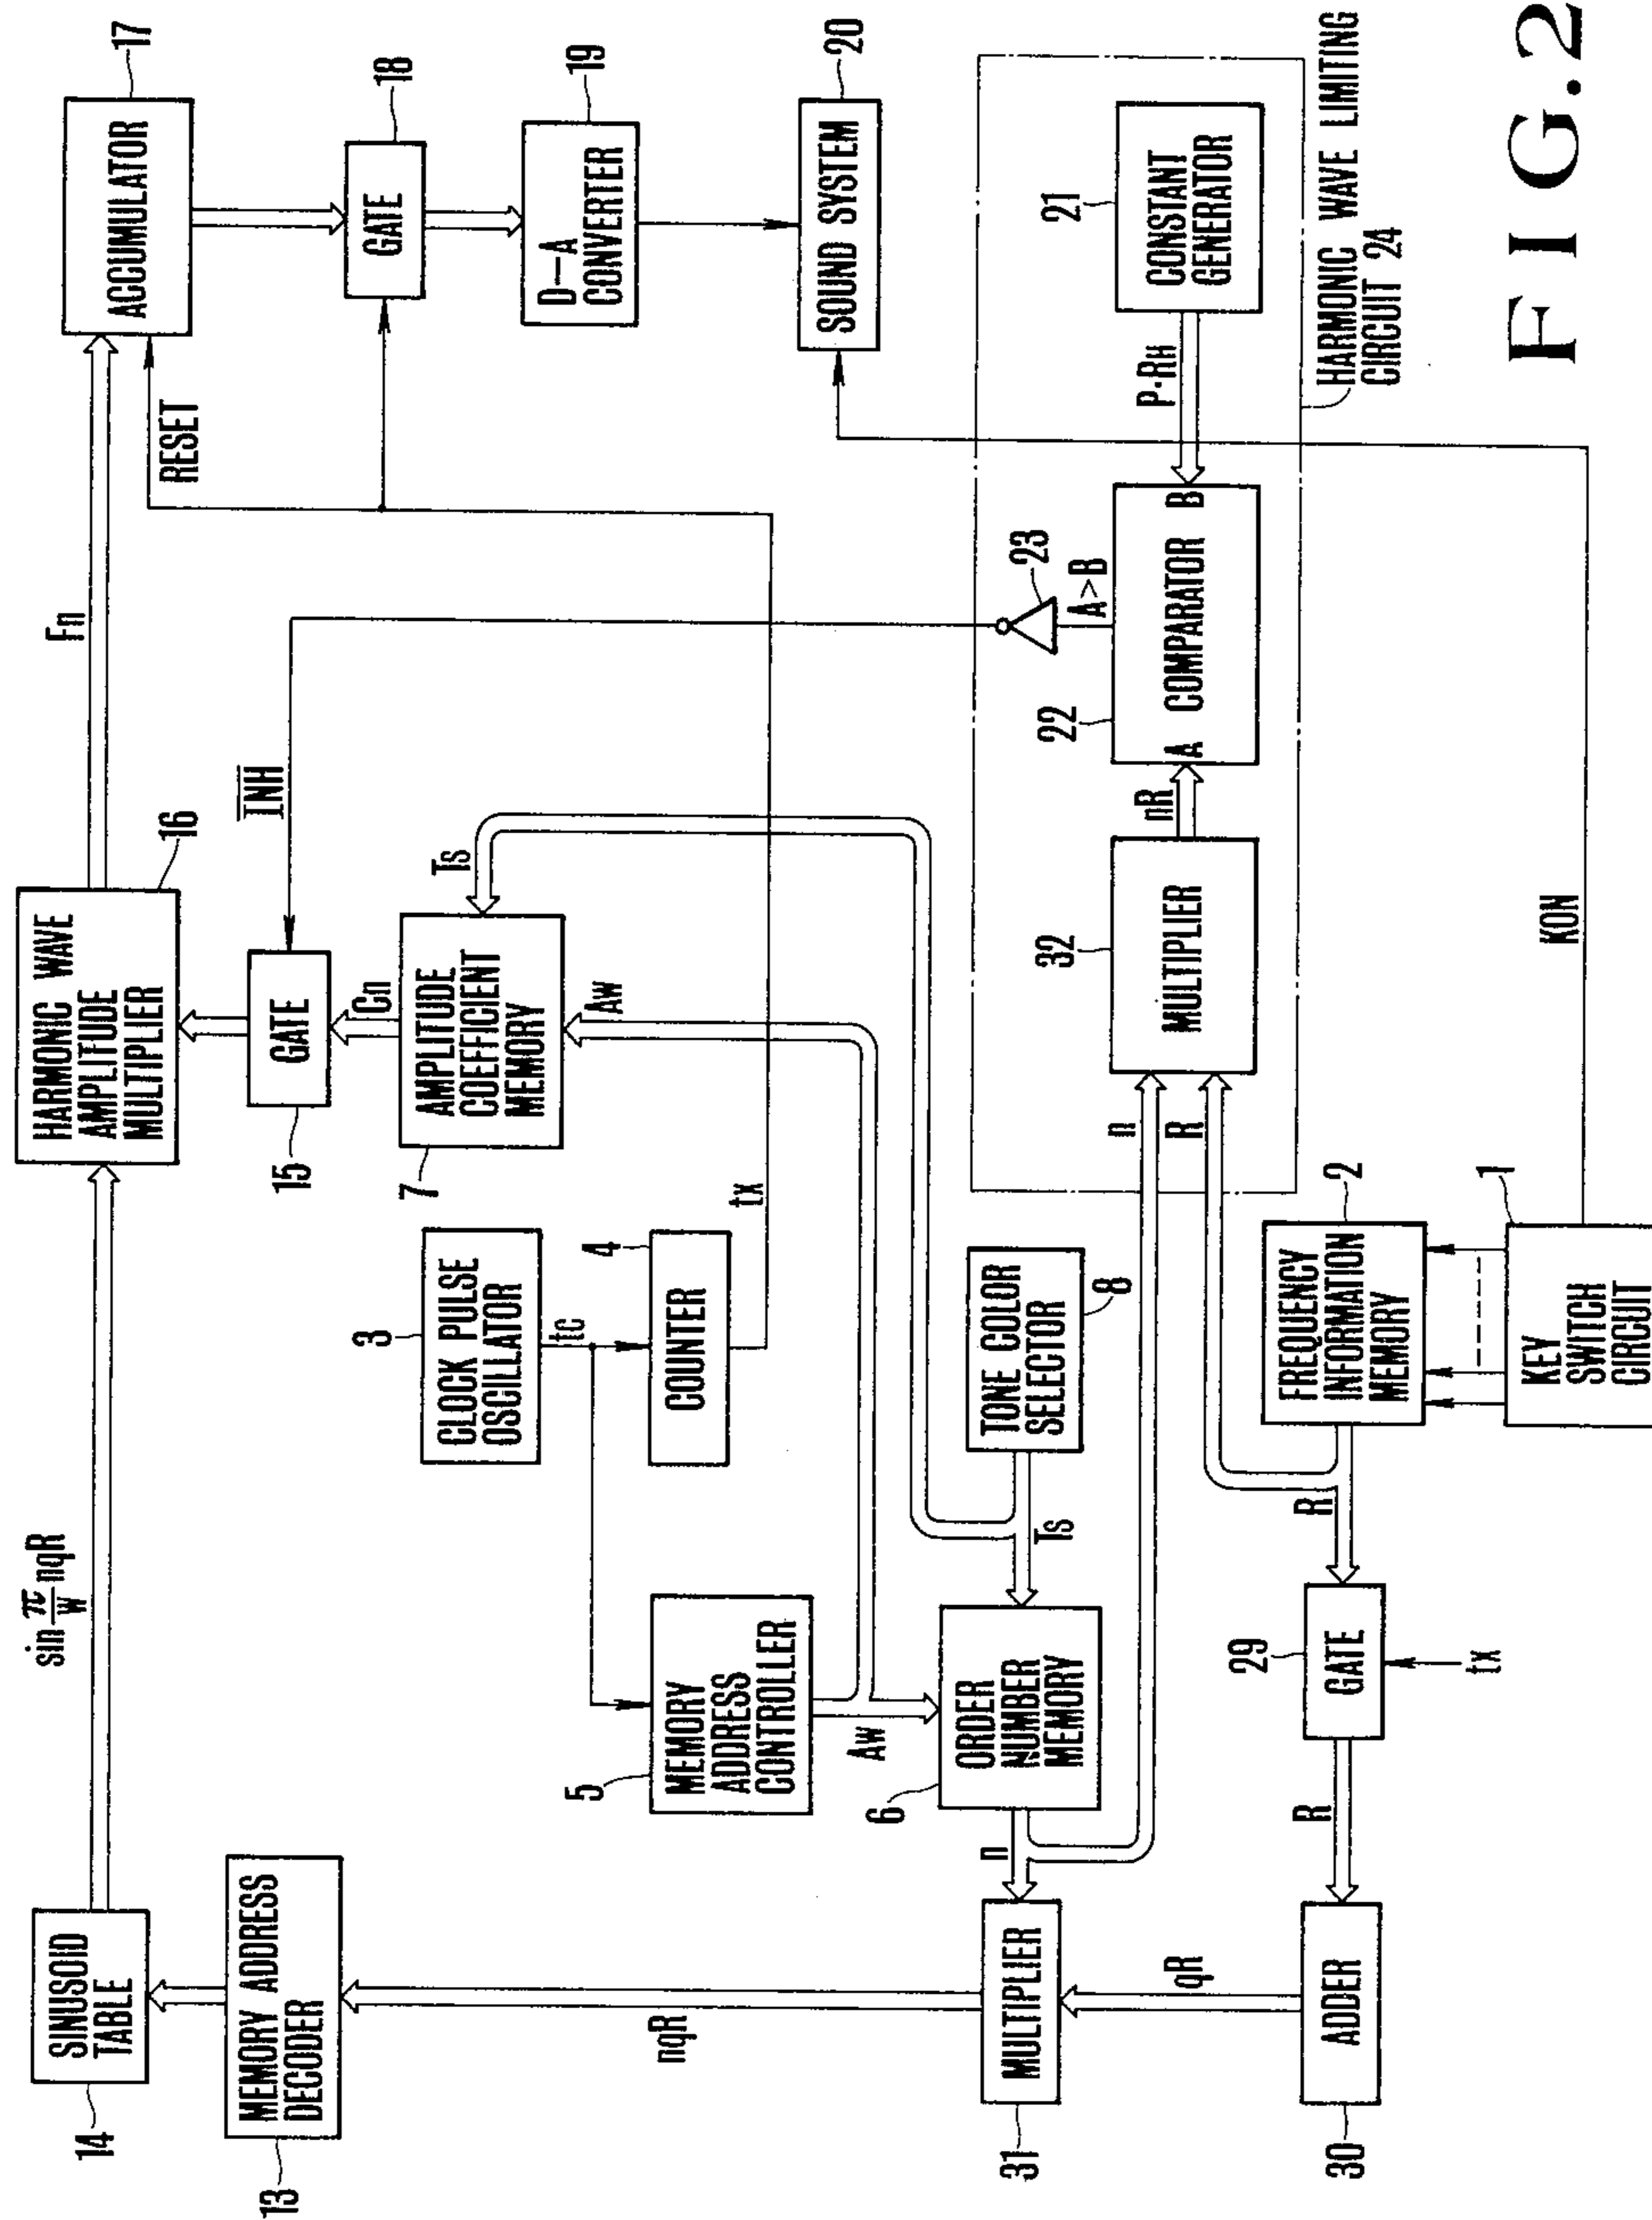 sin π/w nqR
Fn
SINUSOID
TABLE
14
HARMONIC WAVE
AMPLITUDE
MULTIPLIER
16
ACCUMULATOR
17
RESET
MEMORY ADDRESS
DECODER
13
GATE
15
INH
GATE
18
Cn
CLOCK PULSE
OSCILLATOR
3
AMPLITUDE
COEFFICIENT
MEMORY
7
Ts
D-A
CONVERTER
19
tc
Aw
COUNTER
4
tx
MEMORY
ADDRESS
CONTROLLER
5
nqR
Aw
SOUND SYSTEM
20
ORDER
NUMBER
MEMORY
6
n
Ts
TONE COLOR
SELECTOR
8
MULTIPLIER
31
n
R
MULTIPLIER
32
nR
A COMPARATOR B
22
A>B
23
P·RH
CONSTANT
GENERATOR
21
HARMONIC WAVE LIMITING
CIRCUIT 24
qR
ADDER
30
R
GATE
29
tx
R
FREQUENCY
INFORMATION
MEMORY
2
KEY
SWITCH
CIRCUIT
1
KON
FIG.2